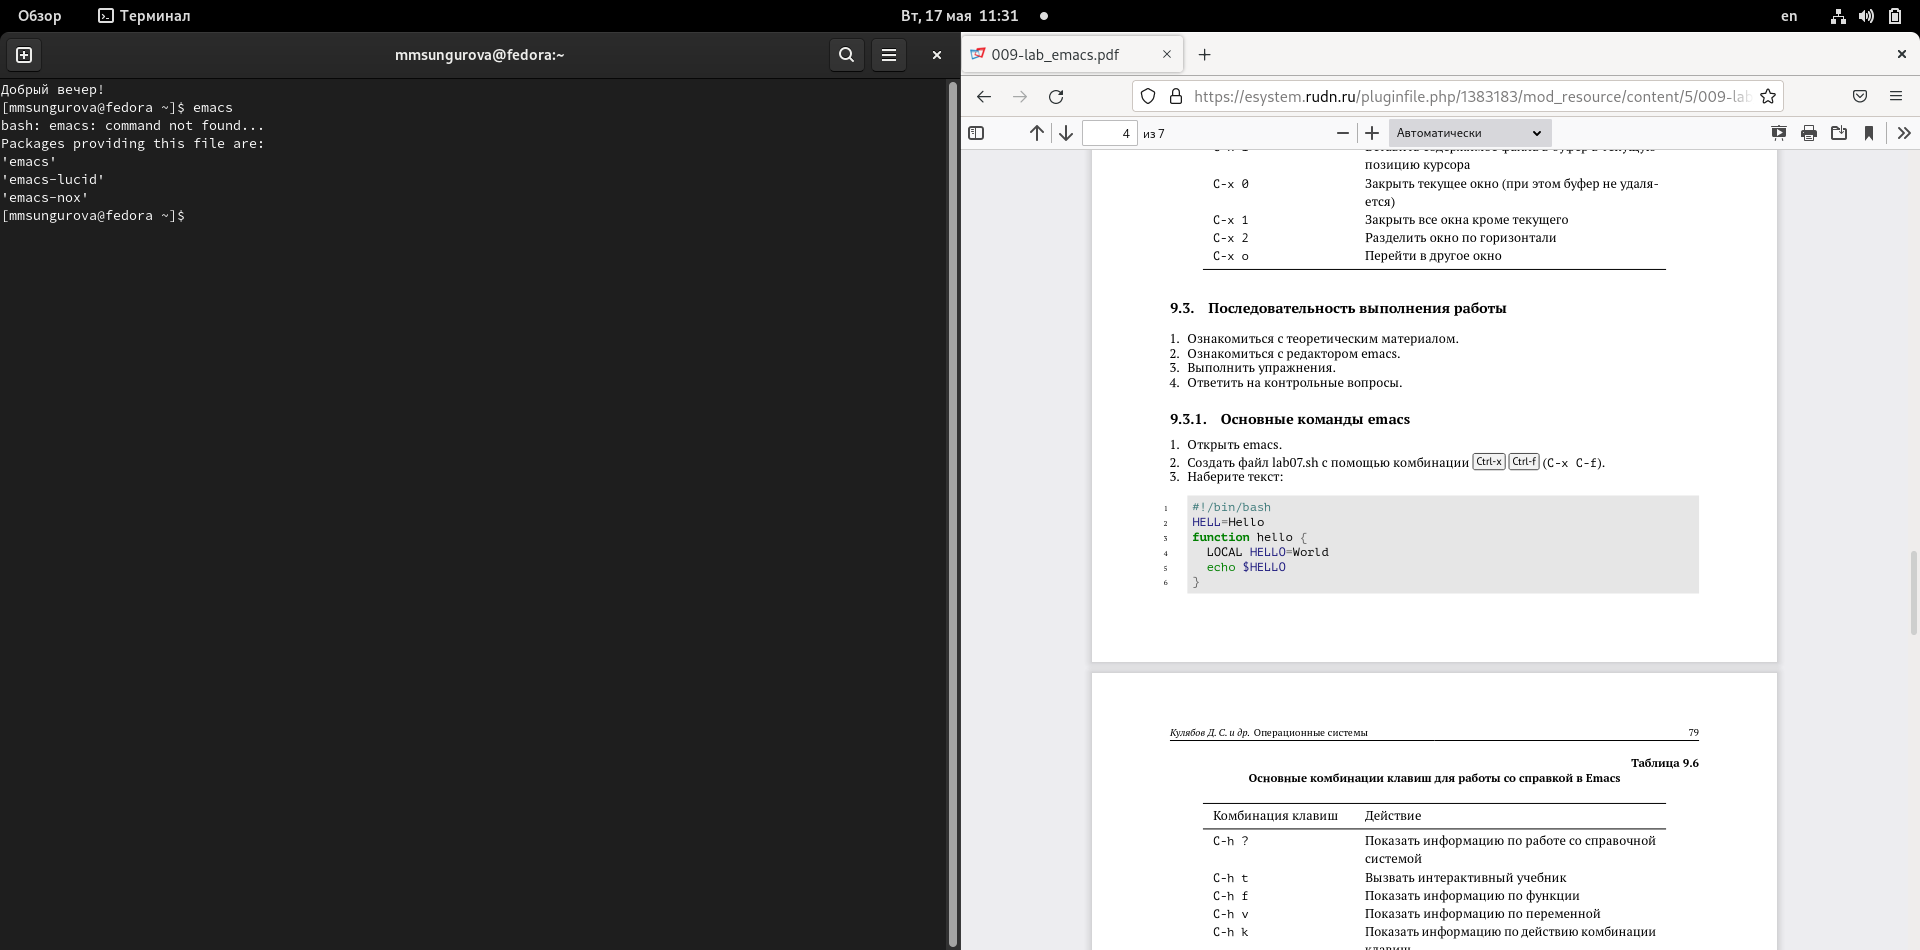 Обзор
Терминал
Вт, 17 мая 11:31
en
mmsungurova@fedora:~
Добрый вечер!
[mmsungurova@fedora ~]$ emacs
bash: emacs: command not found...
Packages providing this file are:
'emacs'
'emacs-lucid'
'emacs-nox'
[mmsungurova@fedora ~]$
009-lab_emacs.pdf
https://esystem.rudn.ru/pluginfile.php/1383183/mod_resource/content/5/009-lab
4 из 7
Автоматически
позицию курсора
C-x 0 Закрыть текущее окно (при этом буфер не удаля-
ется)
C-x 1 Закрыть все окна кроме текущего
C-x 2 Разделить окно по горизонтали
C-x o Перейти в другое окно
9.3. Последовательность выполнения работы
1. Ознакомиться с теоретическим материалом.
2. Ознакомиться с редактором emacs.
3. Выполнить упражнения.
4. Ответить на контрольные вопросы.
9.3.1. Основные команды emacs
1. Открыть emacs.
2. Создать файл lab07.sh с помощью комбинации Ctrl-x Ctrl-f (C-x C-f).
3. Наберите текст:
1 #!/bin/bash
2 HELL=Hello
3 function hello {
4 LOCAL HELLO=World
5 echo $HELLO
6 }
Кулябов Д. С. и др. Операционные системы 79
Таблица 9.6
Основные комбинации клавиш для работы со справкой в Emacs
Комбинация клавиш Действие
C-h ? Показать информацию по работе со справочной
системой
C-h t Вызвать интерактивный учебник
C-h f Показать информацию по функции
C-h v Показать информацию по переменной
C-h k Показать информацию по действию комбинации